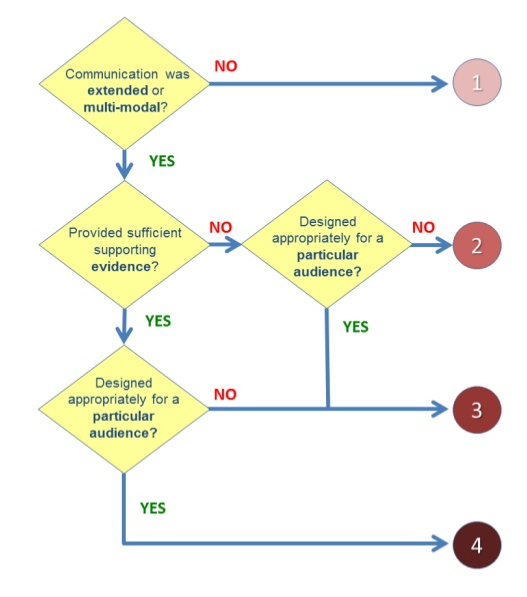 Communication was
extended or
multi-modal?
NO
1
YES
Provided sufficient
supporting
evidence?
NO
Designed
appropriately for a
particular
audience?
NO
2
YES
YES
Designed
appropriately for a
particular
audience?
NO
3
YES
4